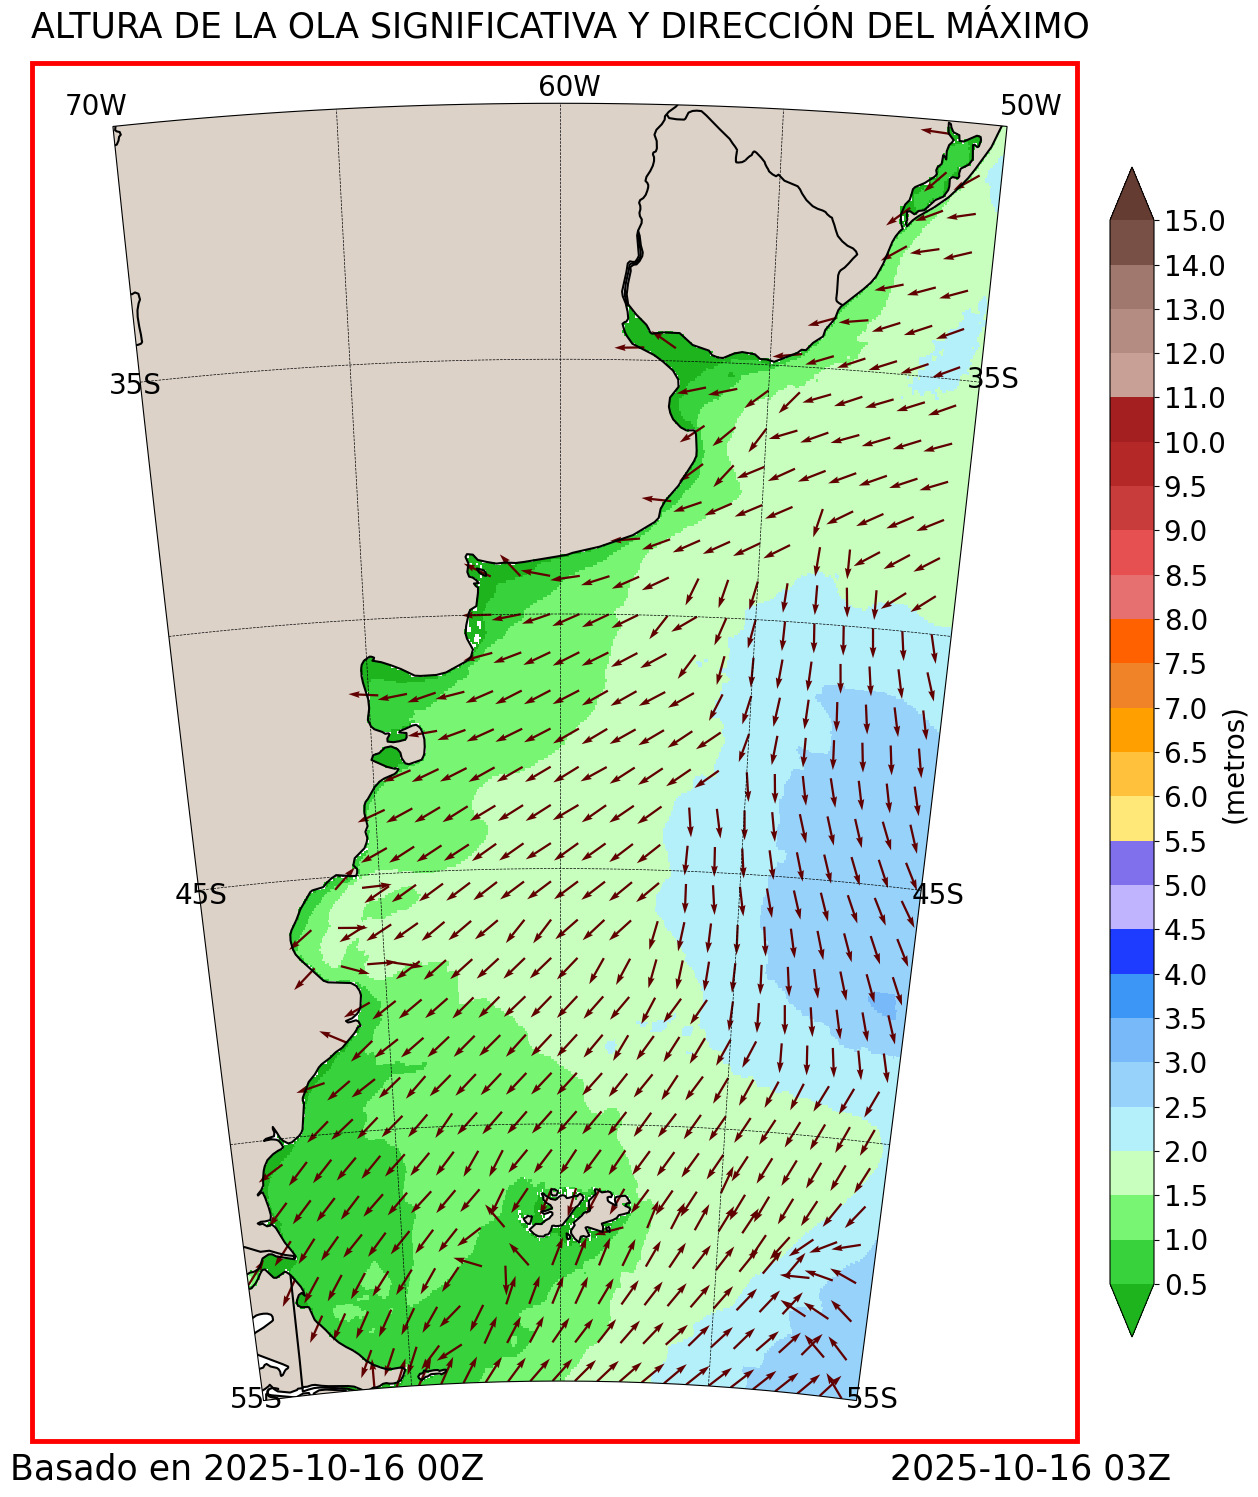 ALTURA DE LA OLA SIGNIFICATIVA Y DIRECCIÓN DEL MÁXIMO
70W
60W
50W
35S
35S
45S
45S
55S
55S
15.0
14.0
13.0
12.0
11.0
10.0
9.5
9.0
8.5
8.0
7.5
7.0
6.5
6.0
5.5
5.0
4.5
4.0
3.5
3.0
2.5
2.0
1.5
1.0
0.5
(metros)
Basado en 2025-10-16 00Z
2025-10-16 03Z